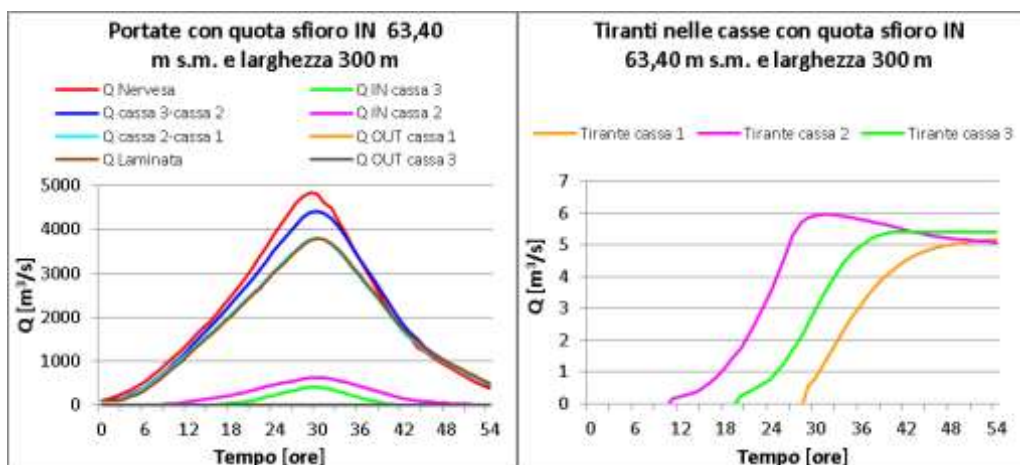 Portate con quota sfioro IN 63,40
m s.m. e larghezza 300 m
Q Nervesa
Q IN cassa 3
Q cassa 3-cassa 2
Q IN cassa 2
Q cassa 2-cassa 1
Q OUT cassa 1
Q Laminata
Q OUT cassa 3
Q [m³/s]
5000
4000
3000
2000
1000
0
0 6 12 18 24 30 36 42 48 54
Tempo [ore]
Tiranti nelle casse con quota sfioro IN
63,40 m s.m. e larghezza 300 m
Tirante cassa 1
Tirante cassa 2
Tirante cassa 3
Q [m³/s]
7
6
5
4
3
2
1
0
0 6 12 18 24 30 36 42 48 54
Tempo [ore]